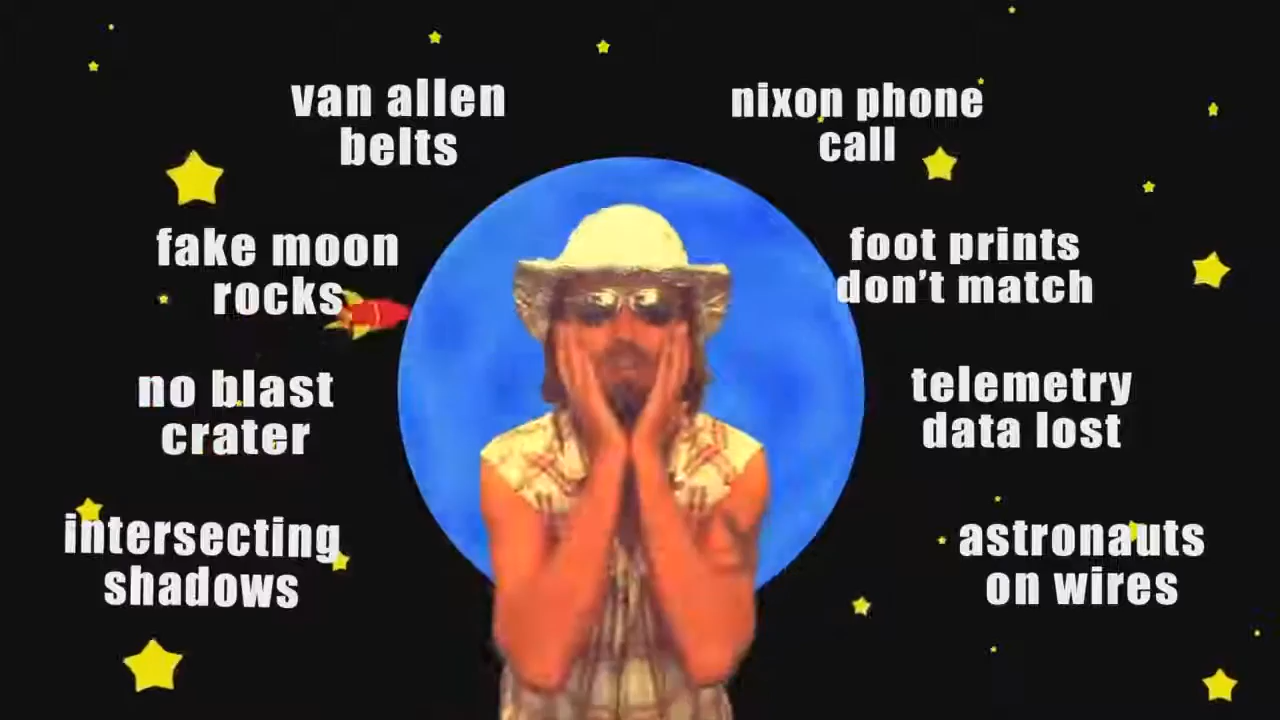 van allen
belts
nixon phone
call
fake moon
rocks
foot prints
don't match
no blast
crater
telemetry
data lost
intersecting
shadows
astronauts
on wires